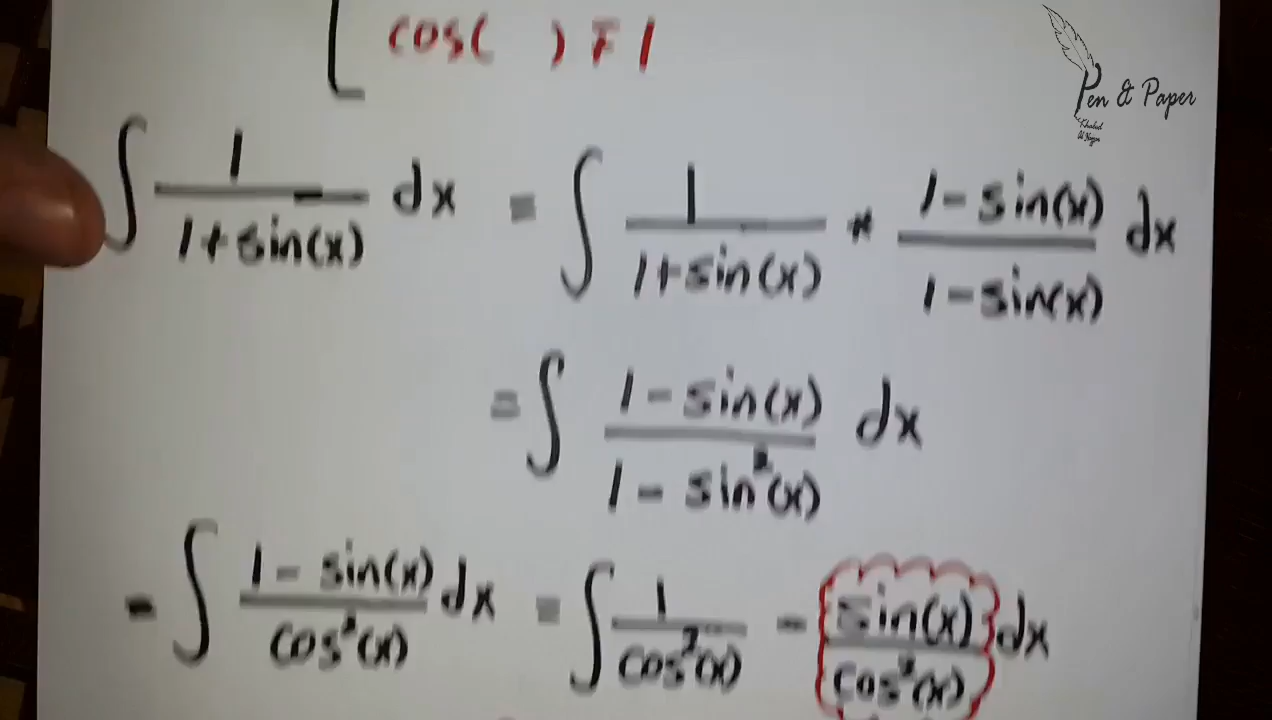 cos( ) ∓ 1
Pen & Paper
Khalid
∫ 1/(1+sin(x)) dx = ∫ 1/(1+sin(x)) * (1-sin(x))/(1-sin(x)) dx
= ∫ (1-sin(x))/(1-sin²(x)) dx
= ∫ (1-sin(x))/(cos²(x)) dx = ∫ 1/(cos²(x)) - sin(x)/(cos²(x)) dx